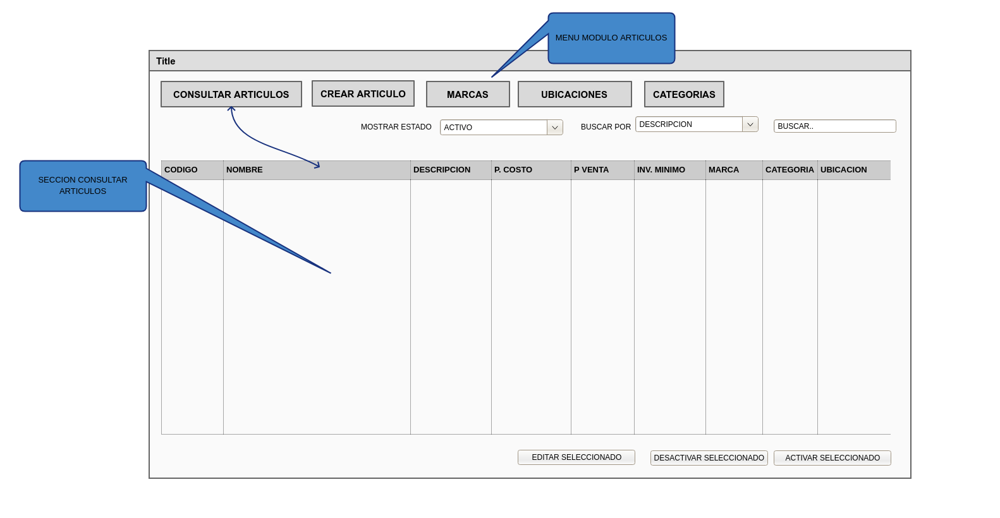 MENU MODULO ARTICULOS
Title
CONSULTAR ARTICULOS
CREAR ARTICULO
MARCAS
UBICACIONES
CATEGORIAS
MOSTRAR ESTADO
ACTIVO
BUSCAR POR
DESCRIPCION
BUSCAR..
SECCION CONSULTAR
ARTICULOS
CODIGO
NOMBRE
DESCRIPCION
P. COSTO
P VENTA
INV. MINIMO
MARCA
CATEGORIA
UBICACION
EDITAR SELECCIONADO
DESACTIVAR SELECCIONADO
ACTIVAR SELECCIONADO